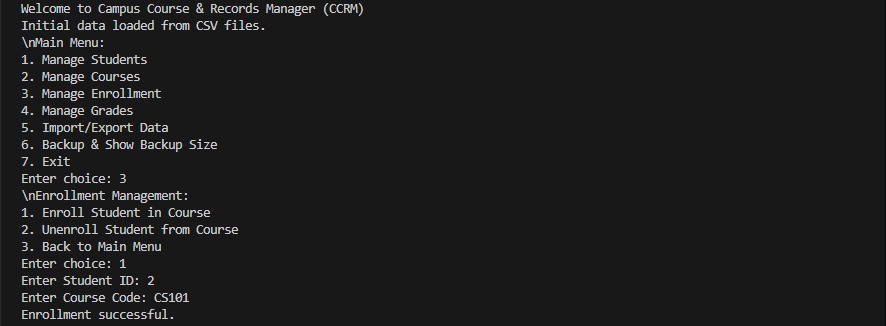 Welcome to Campus Course & Records Manager (CCRM)
Initial data loaded from CSV files.
\nMain Menu:
1. Manage Students
2. Manage Courses
3. Manage Enrollment
4. Manage Grades
5. Import/Export Data
6. Backup & Show Backup Size
7. Exit
Enter choice: 3
\nEnrollment Management:
1. Enroll Student in Course
2. Unenroll Student from Course
3. Back to Main Menu
Enter choice: 1
Enter Student ID: 2
Enter Course Code: CS101
Enrollment successful.